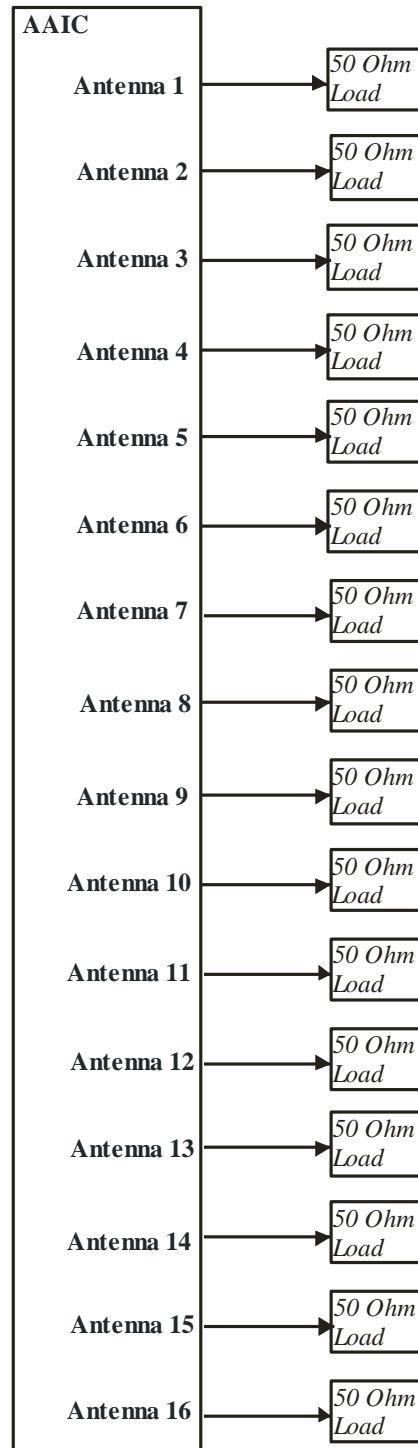 AAIC
Antenna 1
50 Ohm
Load
Antenna 2
50 Ohm
Load
Antenna 3
50 Ohm
Load
Antenna 4
50 Ohm
Load
Antenna 5
50 Ohm
Load
Antenna 6
50 Ohm
Load
Antenna 7
50 Ohm
Load
Antenna 8
50 Ohm
Load
Antenna 9
50 Ohm
Load
Antenna 10
50 Ohm
Load
Antenna 11
50 Ohm
Load
Antenna 12
50 Ohm
Load
Antenna 13
50 Ohm
Load
Antenna 14
50 Ohm
Load
Antenna 15
50 Ohm
Load
Antenna 16
50 Ohm
Load